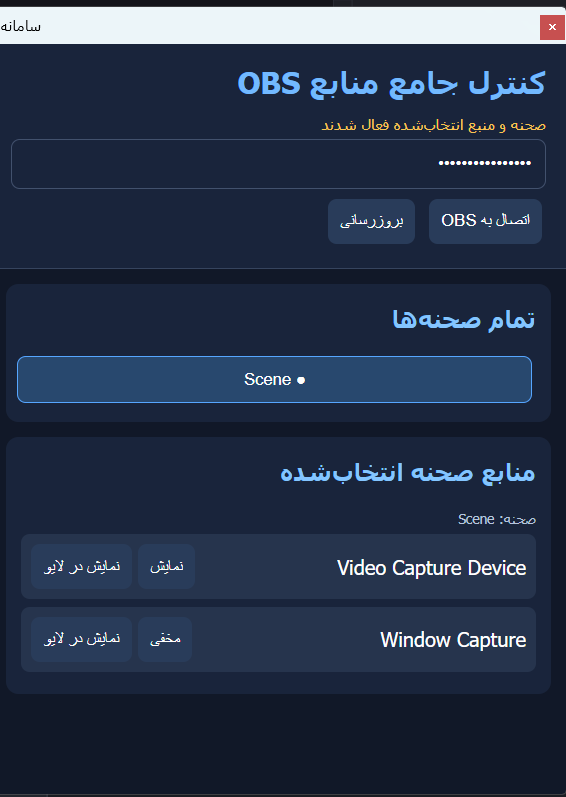 سامانه
×
کنترل جامع منابع OBS
صحنه و منبع انتخاب‌شده فعال شدند
••••••••••••••••
اتصال به OBS
بروزرسانی
تمام صحنه‌ها
● Scene
منابع صحنه انتخاب‌شده
صحنه: Scene
Video Capture Device
نمایش
نمایش در لایو
Window Capture
مخفی
نمایش در لایو